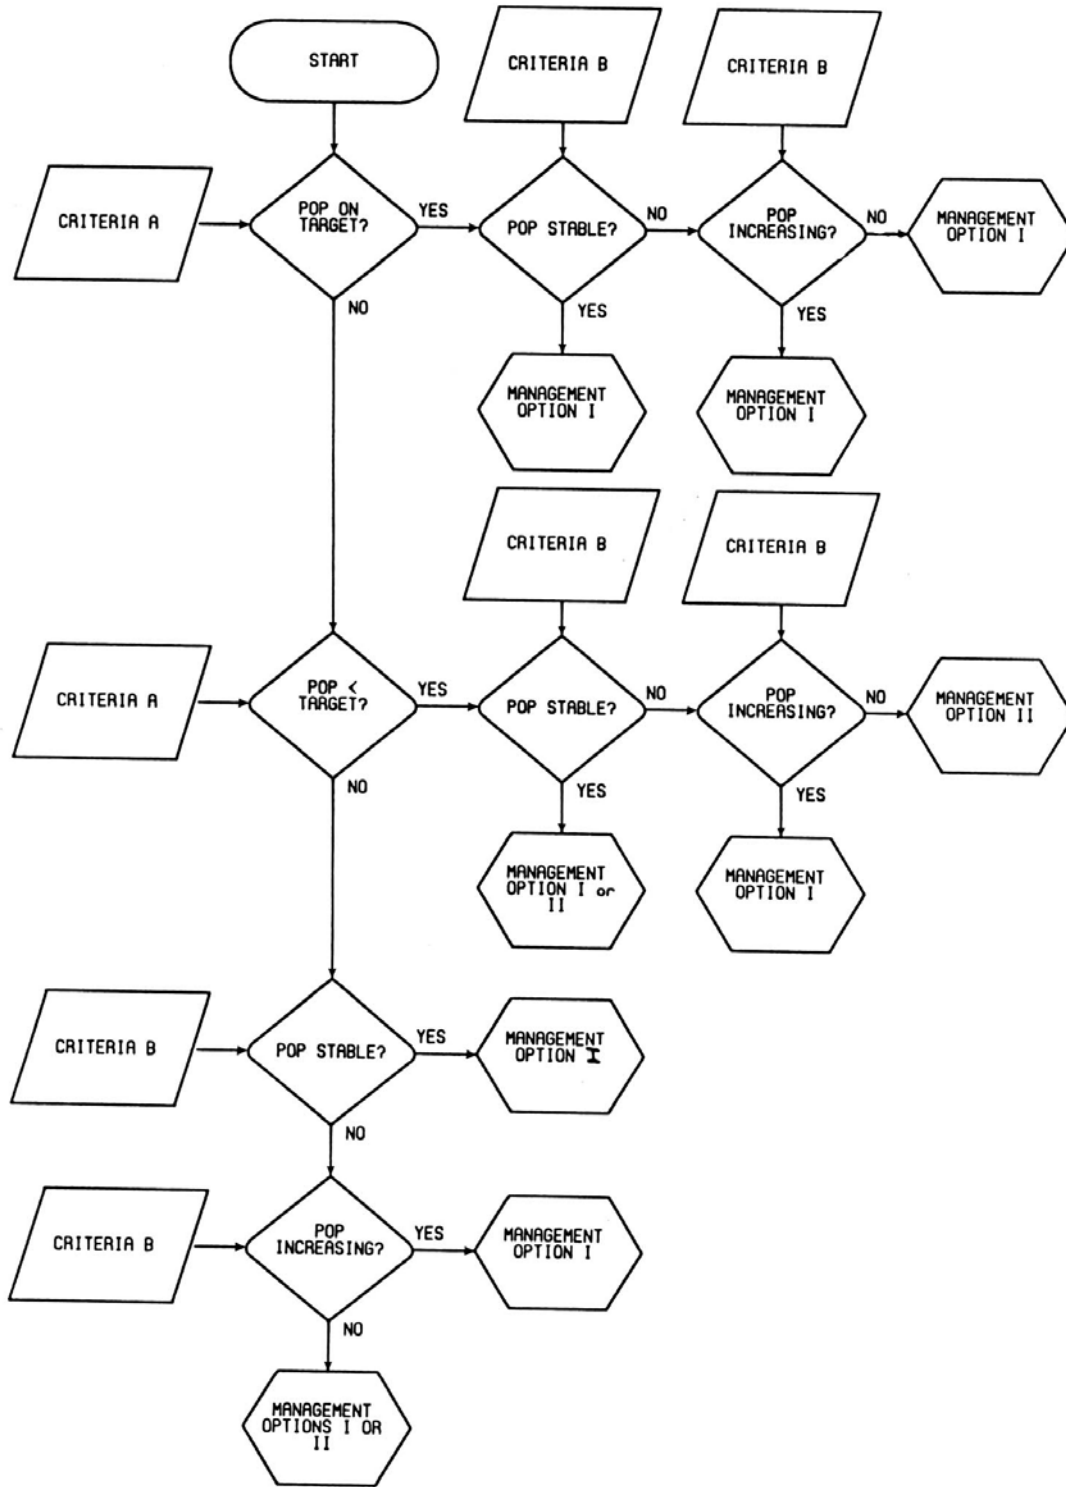 START
CRITERIA B
CRITERIA B
CRITERIA A
POP ON
TARGET?
YES
POP STABLE?
NO
POP
INCREASING?
NO
MANAGEMENT
OPTION I
NO
YES
YES
MANAGEMENT
OPTION I
MANAGEMENT
OPTION I
CRITERIA B
CRITERIA B
CRITERIA A
POP <
TARGET?
YES
POP STABLE?
NO
POP
INCREASING?
NO
MANAGEMENT
OPTION II
NO
YES
YES
MANAGEMENT
OPTION I or
II
MANAGEMENT
OPTION I
CRITERIA B
POP STABLE?
YES
MANAGEMENT
OPTION I
NO
CRITERIA B
POP
INCREASING?
YES
MANAGEMENT
OPTION I
NO
MANAGEMENT
OPTIONS I OR
II